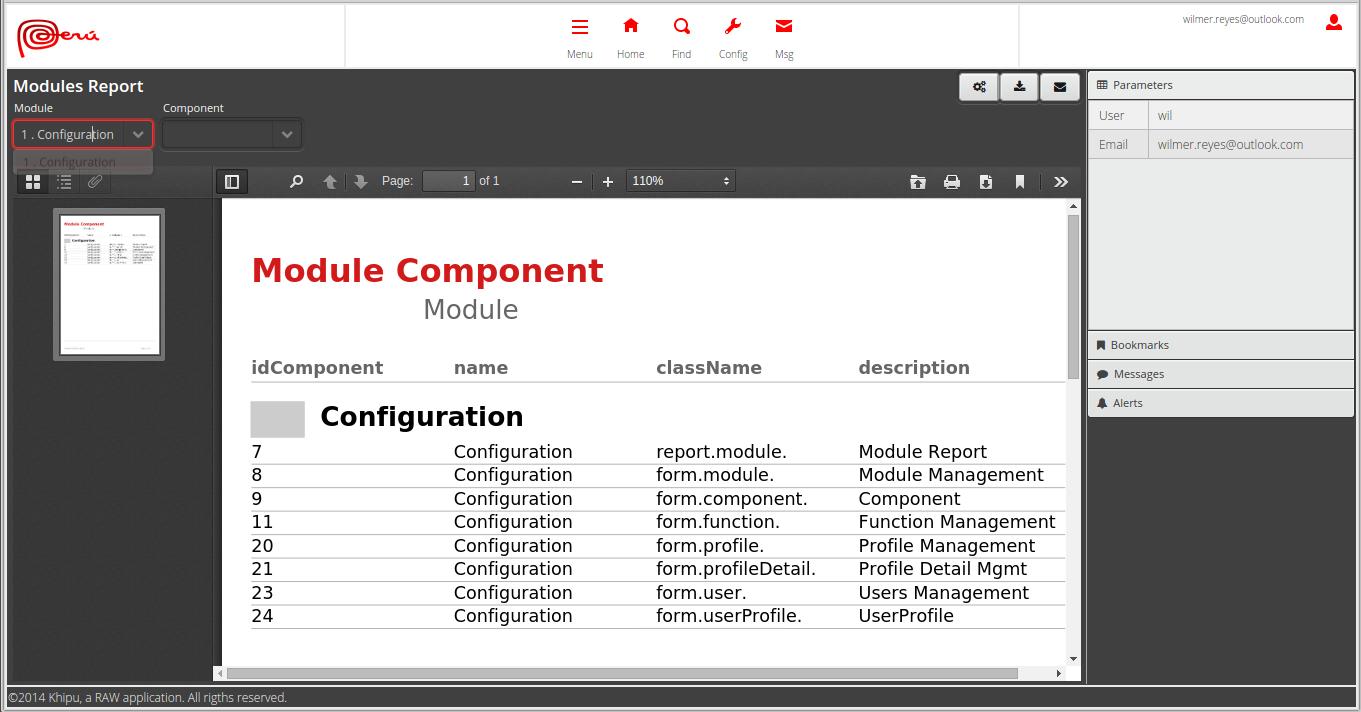 Perú
wilmer.reyes@outlook.com
Menu Home Find Config Msg
Modules Report
Module Component
1 . Configuration
1 . Configuration
Page: 1 of 1
110%
Module Component
Module
idComponent name className description
Configuration
7 Configuration report.module. Module Report
8 Configuration form.module. Module Management
9 Configuration form.component. Component
11 Configuration form.function. Function Management
20 Configuration form.profile. Profile Management
21 Configuration form.profileDetail. Profile Detail Mgmt
23 Configuration form.user. Users Management
24 Configuration form.userProfile. UserProfile
Parameters
User wil
Email wilmer.reyes@outlook.com
Bookmarks
Messages
Alerts
©2014 Khipu, a RAW application. All rigths reserved.